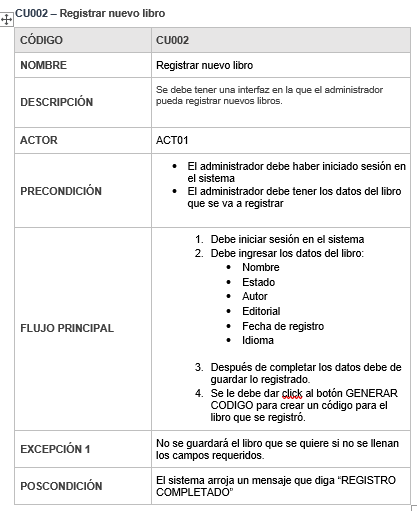 CU002 – Registrar nuevo libro
CÓDIGO CU002
NOMBRE Registrar nuevo libro
DESCRIPCIÓN Se debe tener una interfaz en la que el administrador
pueda registrar nuevos libros.
ACTOR ACT01
PRECONDICIÓN
• El administrador debe haber iniciado sesión en
el sistema
• El administrador debe tener los datos del libro
que se va a registrar
FLUJO PRINCIPAL
1. Debe iniciar sesión en el sistema
2. Debe ingresar los datos del libro:
• Nombre
• Estado
• Autor
• Editorial
• Fecha de registro
• Idioma
3. Después de completar los datos debe de
guardar lo registrado.
4. Se le debe dar click al botón GENERAR
CODIGO para crear un código para el
libro que se registró.
EXCEPCIÓN 1 No se guardará el libro que se quiere si no se llenan
los campos requeridos.
POSCONDICIÓN El sistema arroja un mensaje que diga “REGISTRO
COMPLETADO”